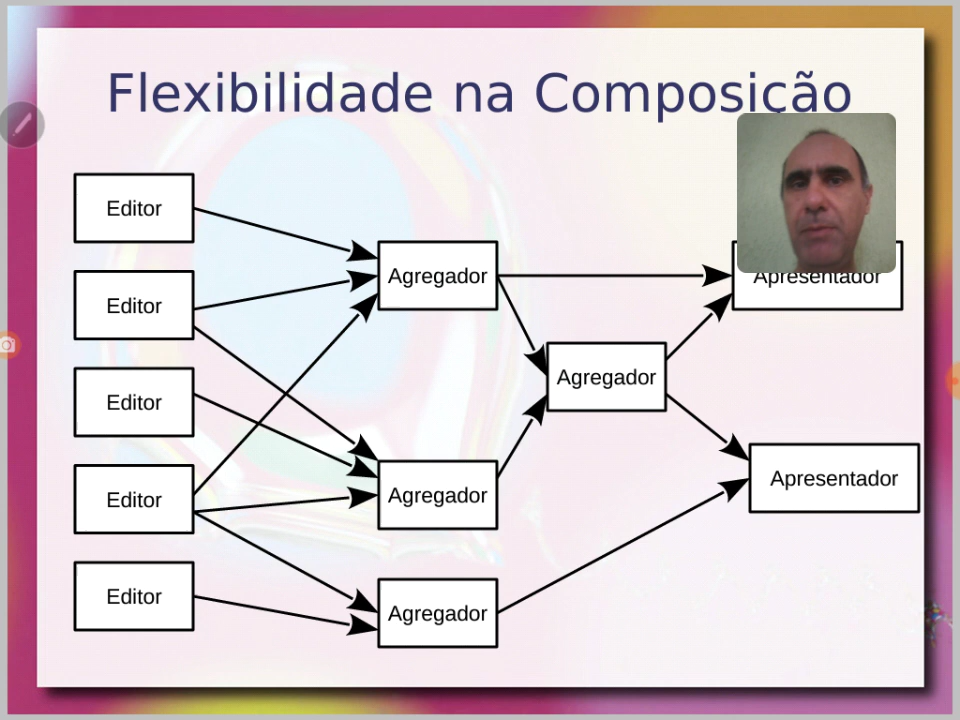 Flexibilidade na Composição
Editor
Editor
Editor
Editor
Editor
Agregador
Agregador
Agregador
Agregador
Apresentador
Apresentador